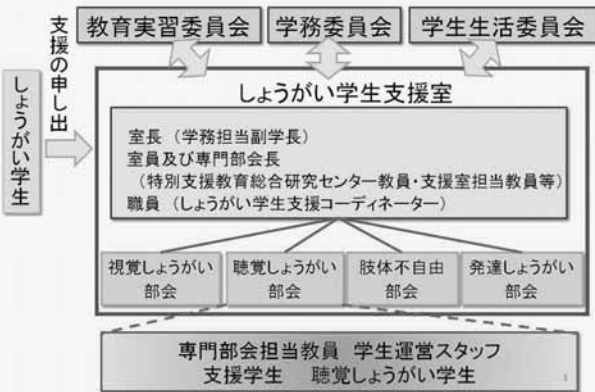 教育実習委員会
学務委員会
学生生活委員会
支援の申し出
しょうがい学生
しょうがい学生支援室
室長（学務担当副学長）
室員及び専門部会長
（特別支援教育総合研究センター教員・支援室担当教員等）
職員（しょうがい学生支援コーディネーター）
視覚しょうがい
部会
聴覚しょうがい
部会
肢体不自由
部会
発達しょうがい
部会
専門部会担当教員 学生運営スタッフ
支援学生 聴覚しょうがい学生